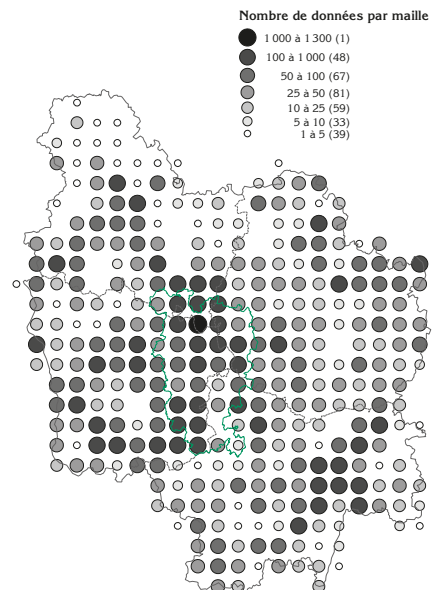 Nombre de données par maille
1 000 à 1 300 (1)
100 à 1 000 (48)
50 à 100 (67)
25 à 50 (81)
10 à 25 (59)
5 à 10 (33)
1 à 5 (39)